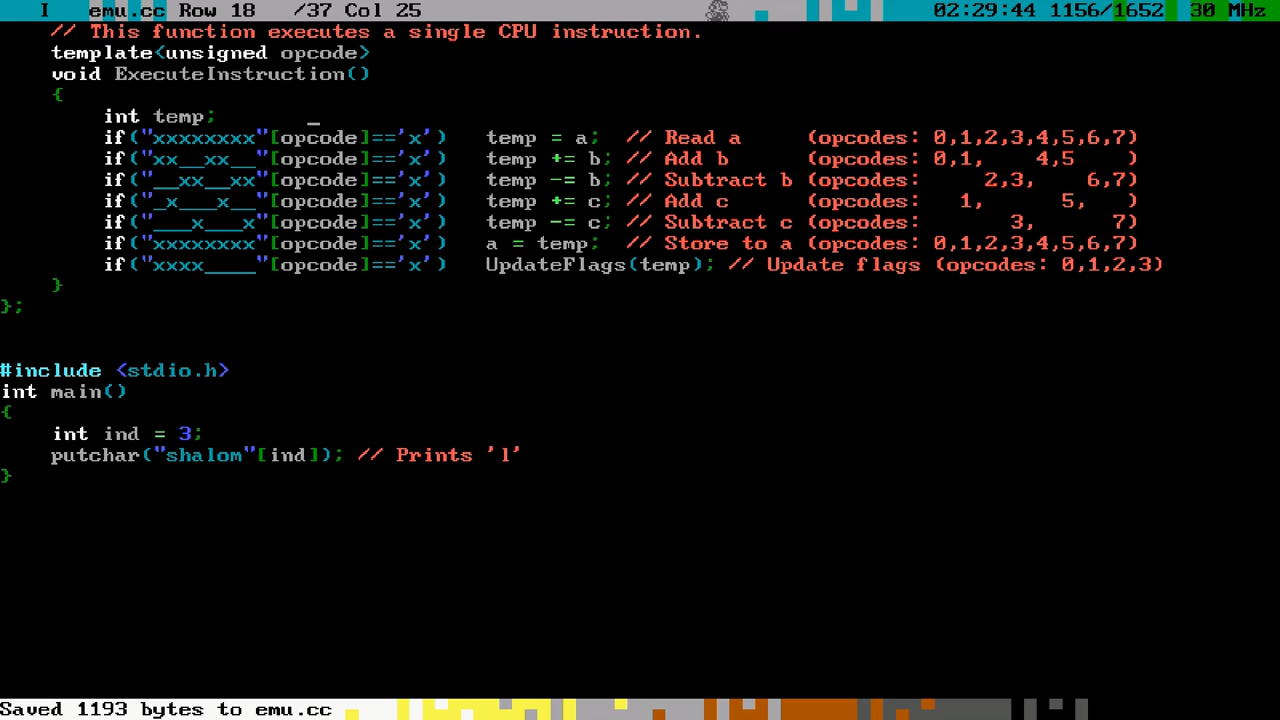 I emu.cc Row 18 /37 Col 25 02:29:44 1156/1652 30 MHz
// This function executes a single CPU instruction.
template<unsigned opcode>
void ExecuteInstruction()
{
int temp; _
if("xxxxxxxx"[opcode]=='x') temp = a; // Read a (opcodes: 0,1,2,3,4,5,6,7)
if("xx__xx__"[opcode]=='x') temp += b; // Add b (opcodes: 0,1, 4,5 )
if("__xx__xx"[opcode]=='x') temp -= b; // Subtract b (opcodes: 2,3, 6,7)
if("_x___x__"[opcode]=='x') temp += c; // Add c (opcodes: 1, 5, )
if("___x___x"[opcode]=='x') temp -= c; // Subtract c (opcodes: 3, 7)
if("xxxxxxxx"[opcode]=='x') a = temp; // Store to a (opcodes: 0,1,2,3,4,5,6,7)
if("xxxx____"[opcode]=='x') UpdateFlags(temp); // Update flags (opcodes: 0,1,2,3)
}
};
#include <stdio.h>
int main()
{
int ind = 3;
putchar("shalom"[ind]); // Prints 'l'
}
Saved 1193 bytes to emu.cc